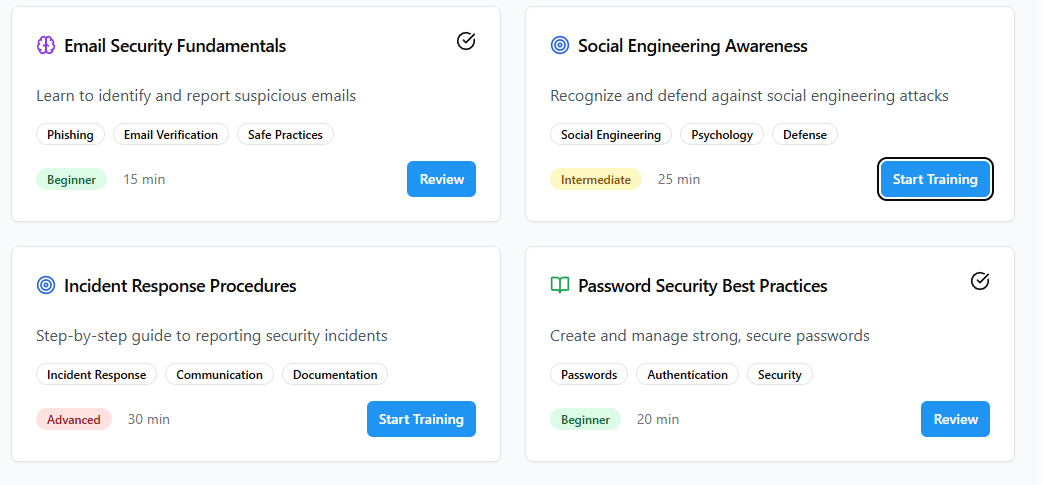 Email Security Fundamentals
Learn to identify and report suspicious emails
Phishing Email Verification Safe Practices
Beginner 15 min Review
Social Engineering Awareness
Recognize and defend against social engineering attacks
Social Engineering Psychology Defense
Intermediate 25 min Start Training
Incident Response Procedures
Step-by-step guide to reporting security incidents
Incident Response Communication Documentation
Advanced 30 min Start Training
Password Security Best Practices
Create and manage strong, secure passwords
Passwords Authentication Security
Beginner 20 min Review